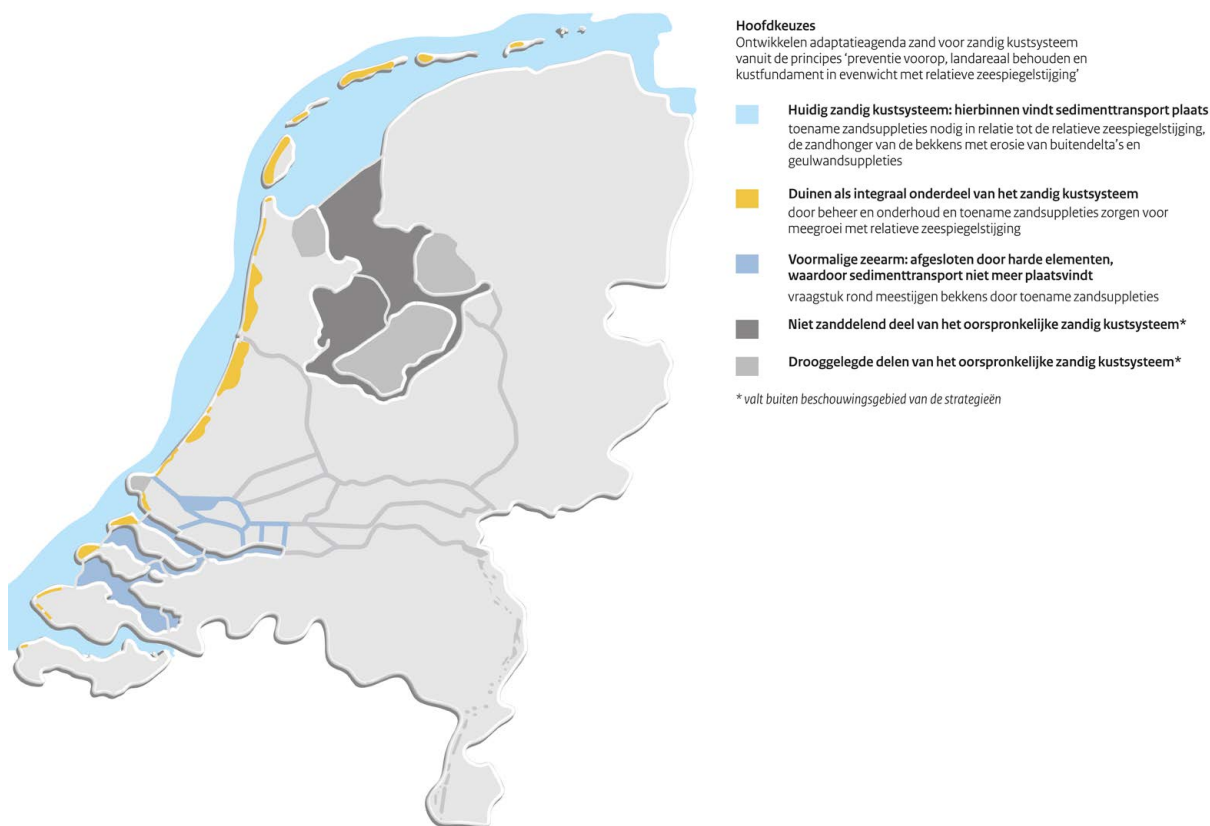 Hoofdkeuzes
Ontwikkelen adaptatieagenda zand voor zandig kustsysteem
vanuit de principes ‘preventie voorop, landareaal behouden en
kustfundament in evenwicht met relatieve zeespiegelstijging’
Huidig zandig kustsysteem: hierbinnen vindt sedimenttransport plaats
toename zandsuppleties nodig in relatie tot de relatieve zeespiegelstijging,
de zandhonger van de bekkens met erosie van buitendelta’s en
geulwandsuppleties
Duinen als integraal onderdeel van het zandig kustsysteem
door beheer en onderhoud en toename zandsuppleties zorgen voor
meegroei met relatieve zeespiegelstijging
Voormalige zeearm: afgesloten door harde elementen,
waardoor sedimenttransport niet meer plaatsvindt
vraagstuk rond meestijgen bekkens door toename zandsuppleties
Niet zanddelend deel van het oorspronkelijke zandig kustsysteem*
Drooggelegde delen van het oorspronkelijke zandig kustsysteem*
* valt buiten beschouwingsgebied van de strategieën